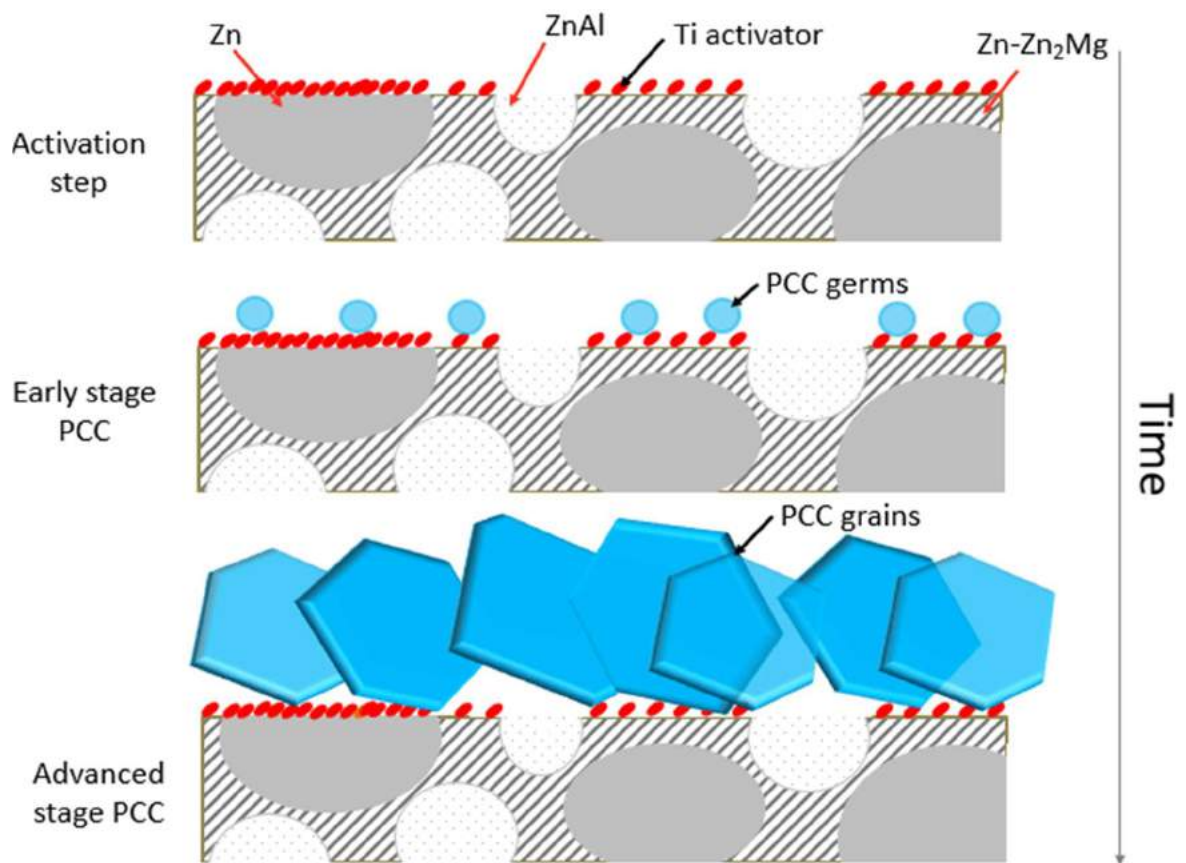 Zn
ZnAl
Ti activator
Zn-Zn₂Mg
Activation
step
PCC germs
Early stage
PCC
Time
PCC grains
Advanced
stage PCC